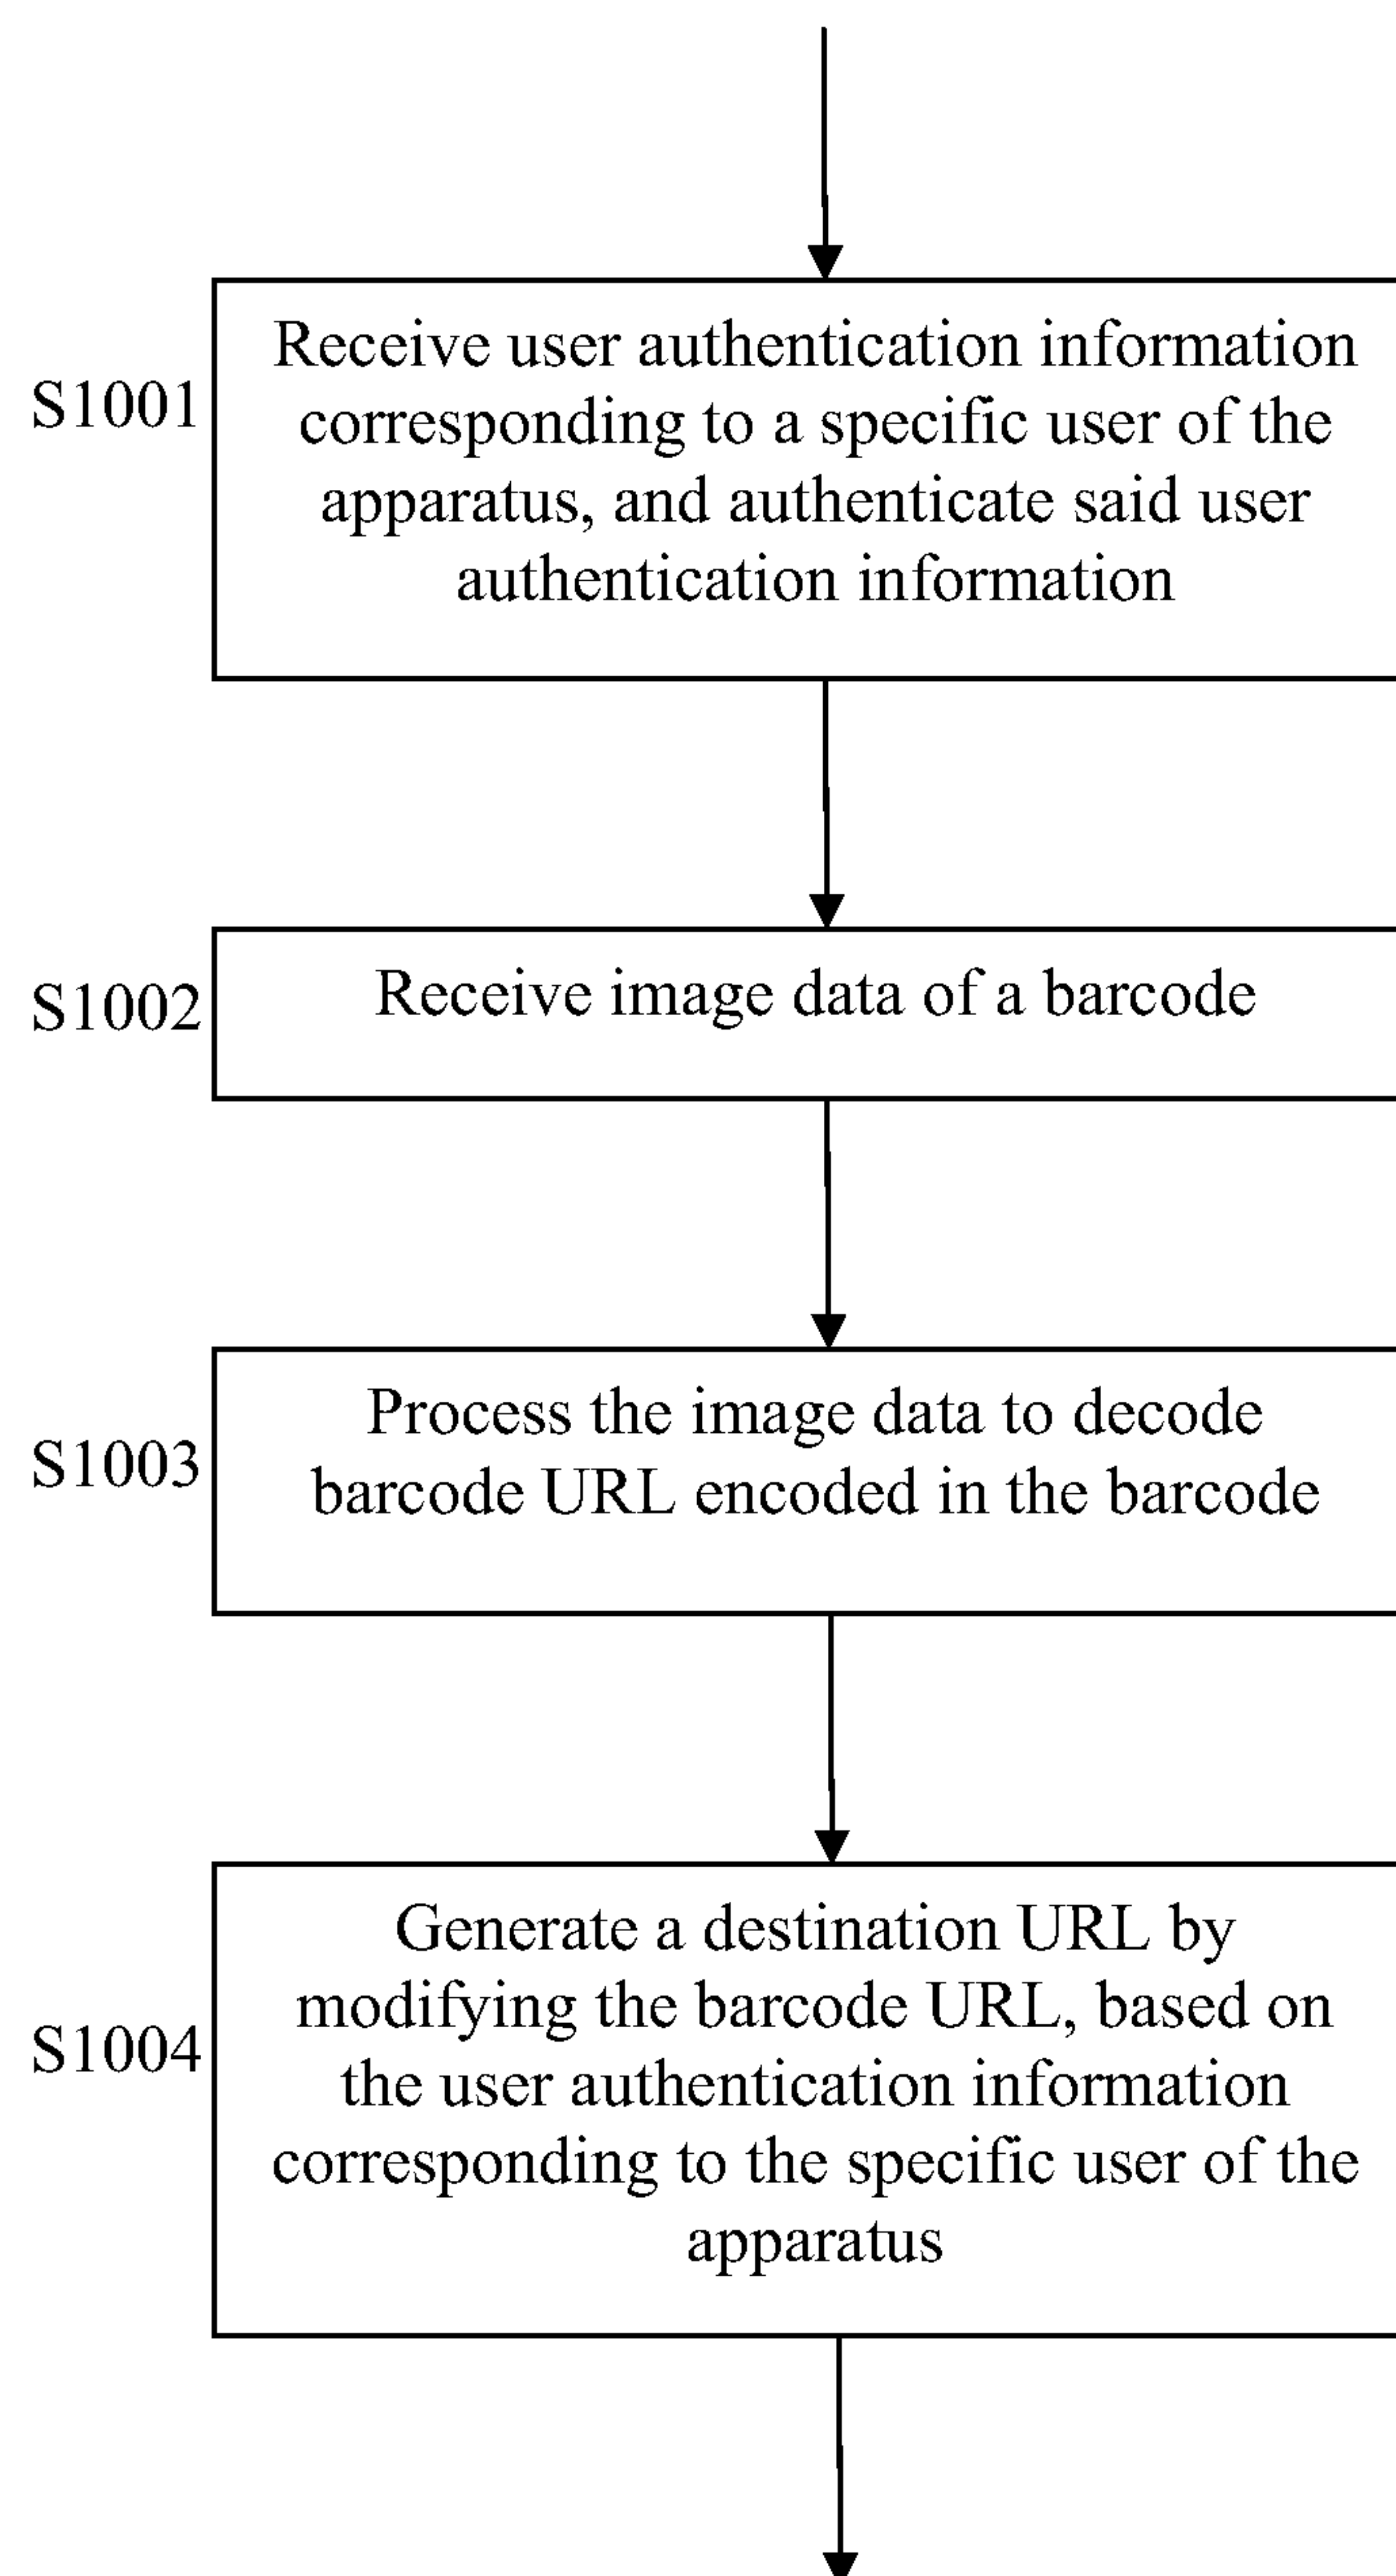 Receive user authentication information
S1001
corresponding to a specific user of the
apparatus, and authenticate said user
authentication information
S1002
Receive image data of a barcode
Process the image data to decode
S1003
barcode URL encoded in the barcode
Generate a destination URL by
modifying the barcode URL, based on
S1004
the user authentication information
corresponding to the specific user of the
apparatus